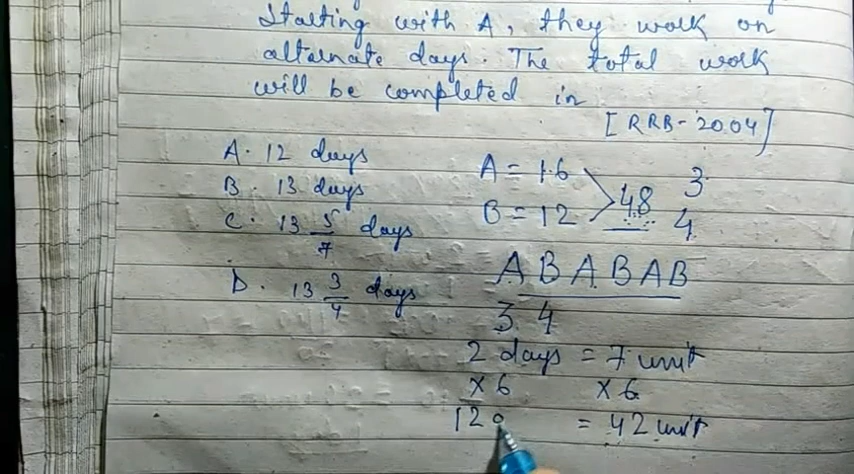 Starting with A, they work on
alternate days. The total work
will be completed in
[RRB-2004]
A. 12 days
B. 13 days
C. 13 5/7 days
D. 13 3/4 days
A = 16
B = 12
48
3
4
A B A B A B
3 4
2 days = 7 unit
×6 ×6
12 = 42 unit